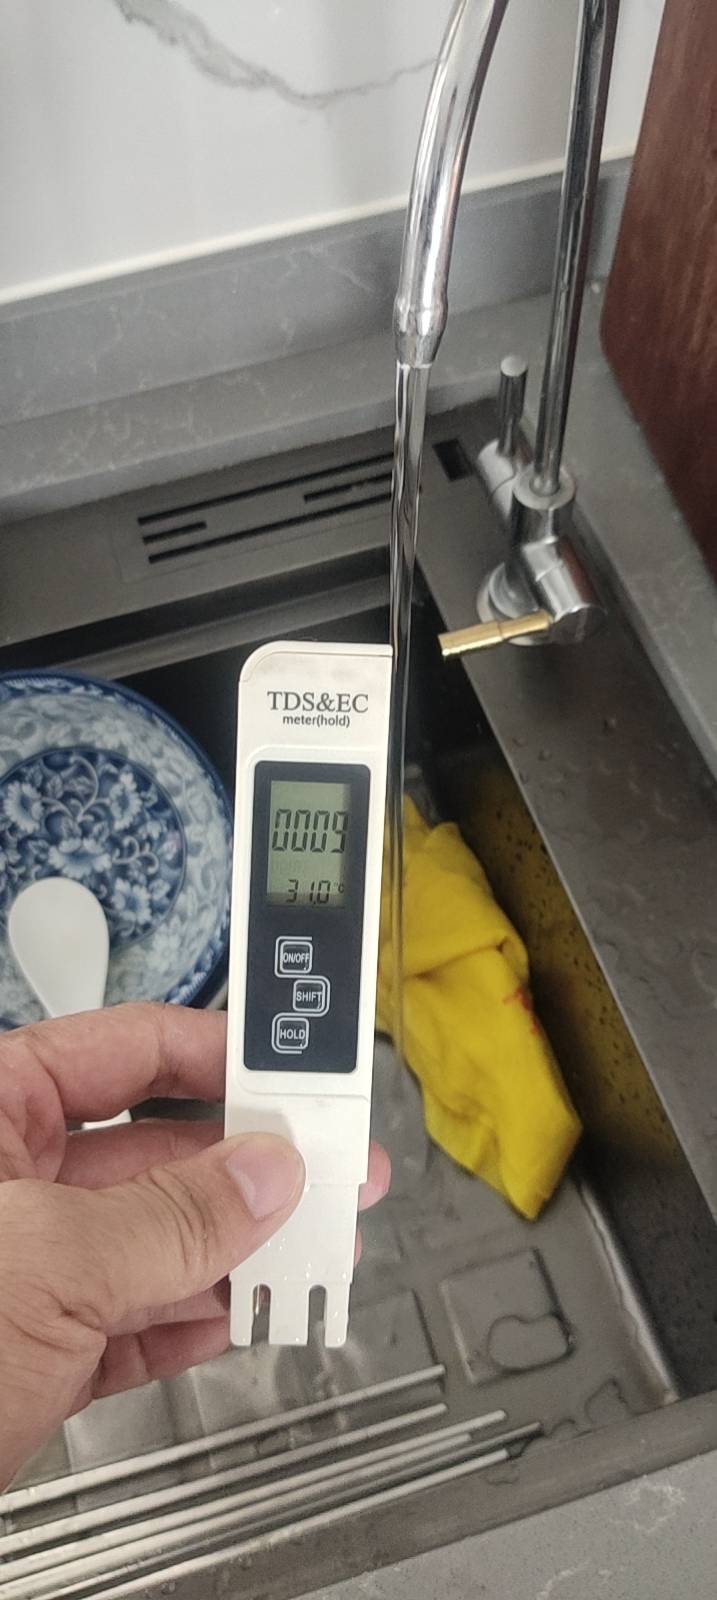 TDS&EC
meter(hold)
0009
31.0°C
ON/OFF
SHIFT
HOLD